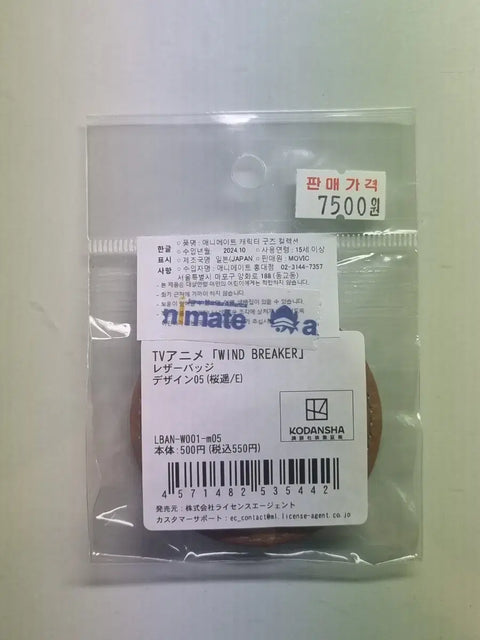 판매가격
7500원
한글
표시
사항
○ 품명 : 애니메이트 캐릭터 굿즈 컬렉션
○ 수입년월 : 2024.10 ○ 사용연령 : 15세 이상
○ 제조국명 일본(JAPAN ○ 판매원 : MOVIC
○ 수입자명 : 애니메이트 홍대점 02-3144-7357
서울특별시 마포구 양화로 188 (동교동)
nimate
a
TVアニメ「WIND BREAKER」
レザーバッジ
デザイン05(桜遥/E)
KODANSHA
LBAN-W001-m05
本体:500円(税込550円)
4 571482 535442
発売元:株式会社ライセンスエージェント
カスタマーサポート:ec_contact@ml.license-agent.co.jp